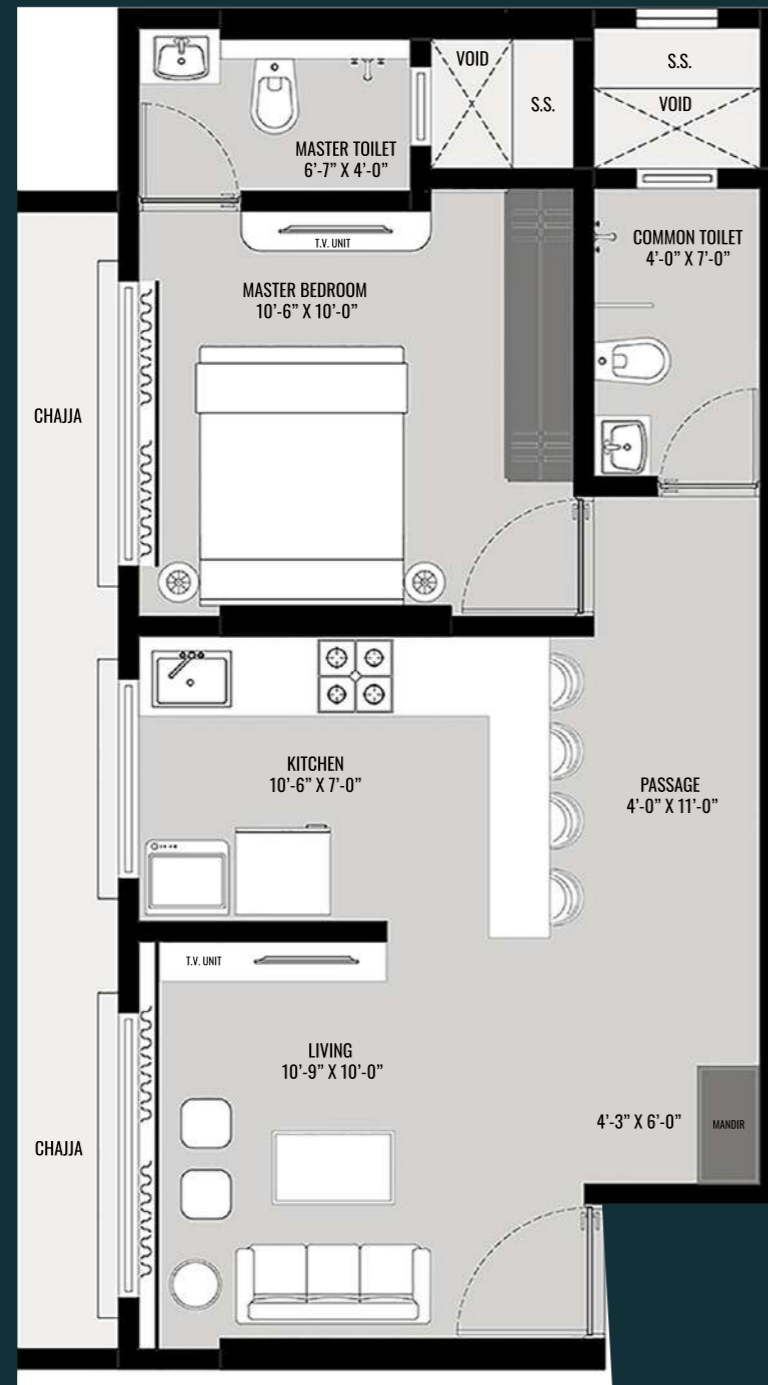 VOID
S.S.
S.S.
VOID
MASTER TOILET
6'-7” X 4'-0”
T.V. UNIT
COMMON TOILET
4'-0” X 7'-0”
MASTER BEDROOM
10'-6” X 10'-0”
CHAJJA
KITCHEN
10'-6” X 7'-0”
PASSAGE
4'-0” X 11'-0”
T.V. UNIT
LIVING
10'-9” X 10'-0”
4'-3” X 6'-0”
MANDIR
CHAJJA